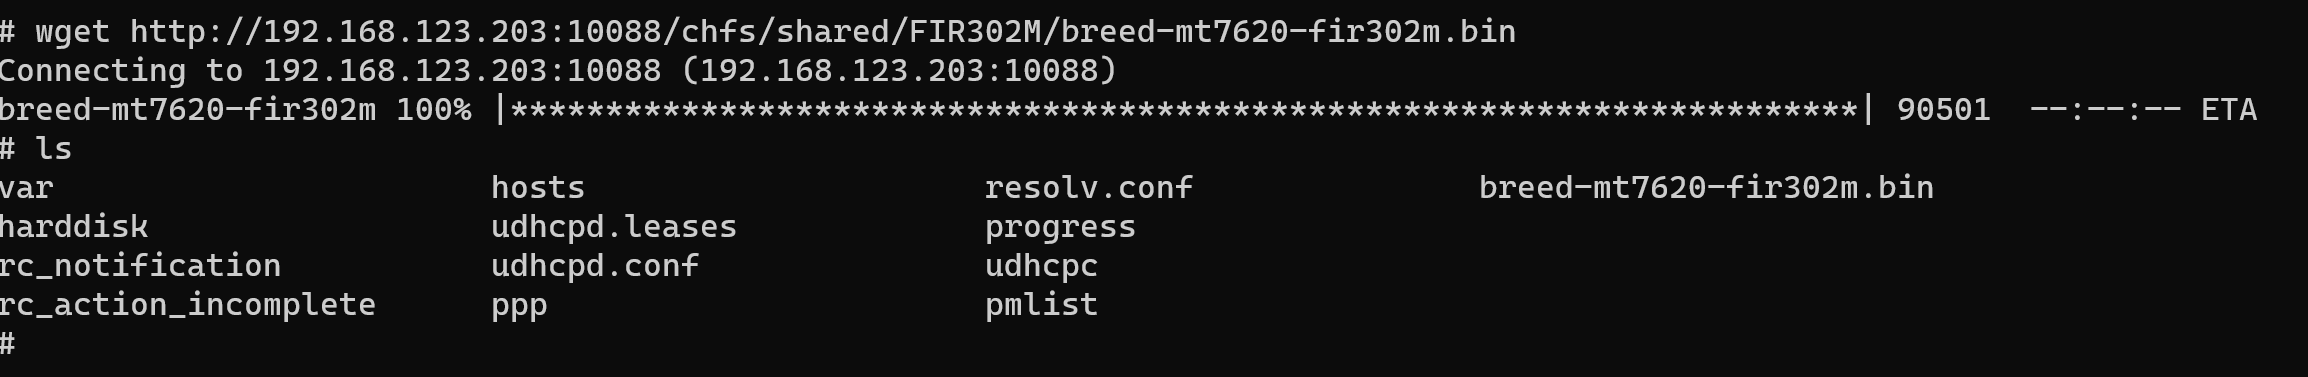 # wget http://192.168.123.203:10088/chfs/shared/FIR302M/breed-mt7620-fir302m.bin
Connecting to 192.168.123.203:10088 (192.168.123.203:10088)
breed-mt7620-fir302m 100% |***********************************************************************| 90501  --:--:-- ETA
# ls
var                       hosts                     resolv.conf               breed-mt7620-fir302m.bin
harddisk                  udhcpd.leases             progress
rc_notification           udhcpd.conf               udhcpc
rc_action_incomplete      ppp                       pmlist
#